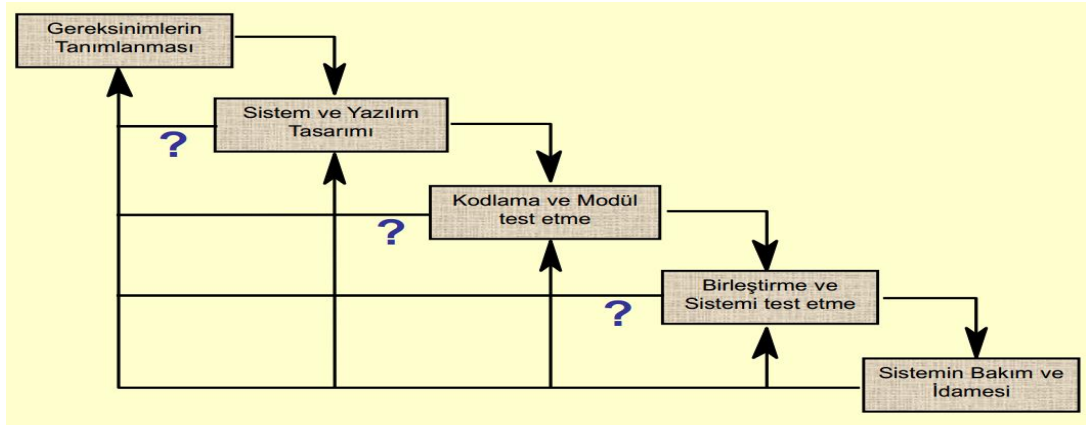 Gereksinimlerin
Tanımlanması
Sistem ve Yazılım
Tasarımı
?
Kodlama ve Modül
test etme
?
Birleştirme ve
Sistemi test etme
?
Sistemin Bakım ve
İdamesi